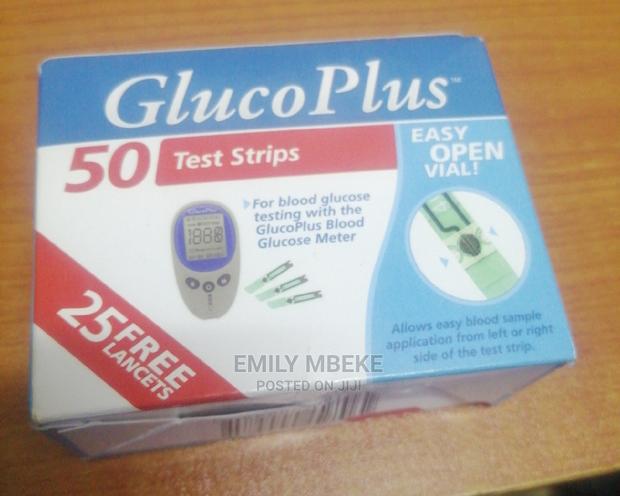 GlucoPlus™
50 Test Strips
EASY
OPEN
VIAL!
For blood glucose
testing with the
GlucoPlus Blood
Glucose Meter
GlucoPlus
25 FREE
LANCETS
Allows easy blood sample
application from left or right
side of the test strip.
EMILY MBEKE
POSTED ON JIJI